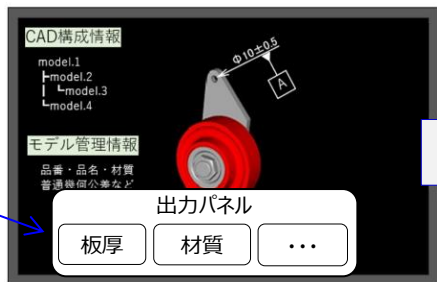 CAD構成情報
model.1
model.2
model.3
model.4
Φ10±0.5
A
モデル管理情報
品番・品名・材質
普通幾何公差など
出力パネル
板厚
材質
・・・